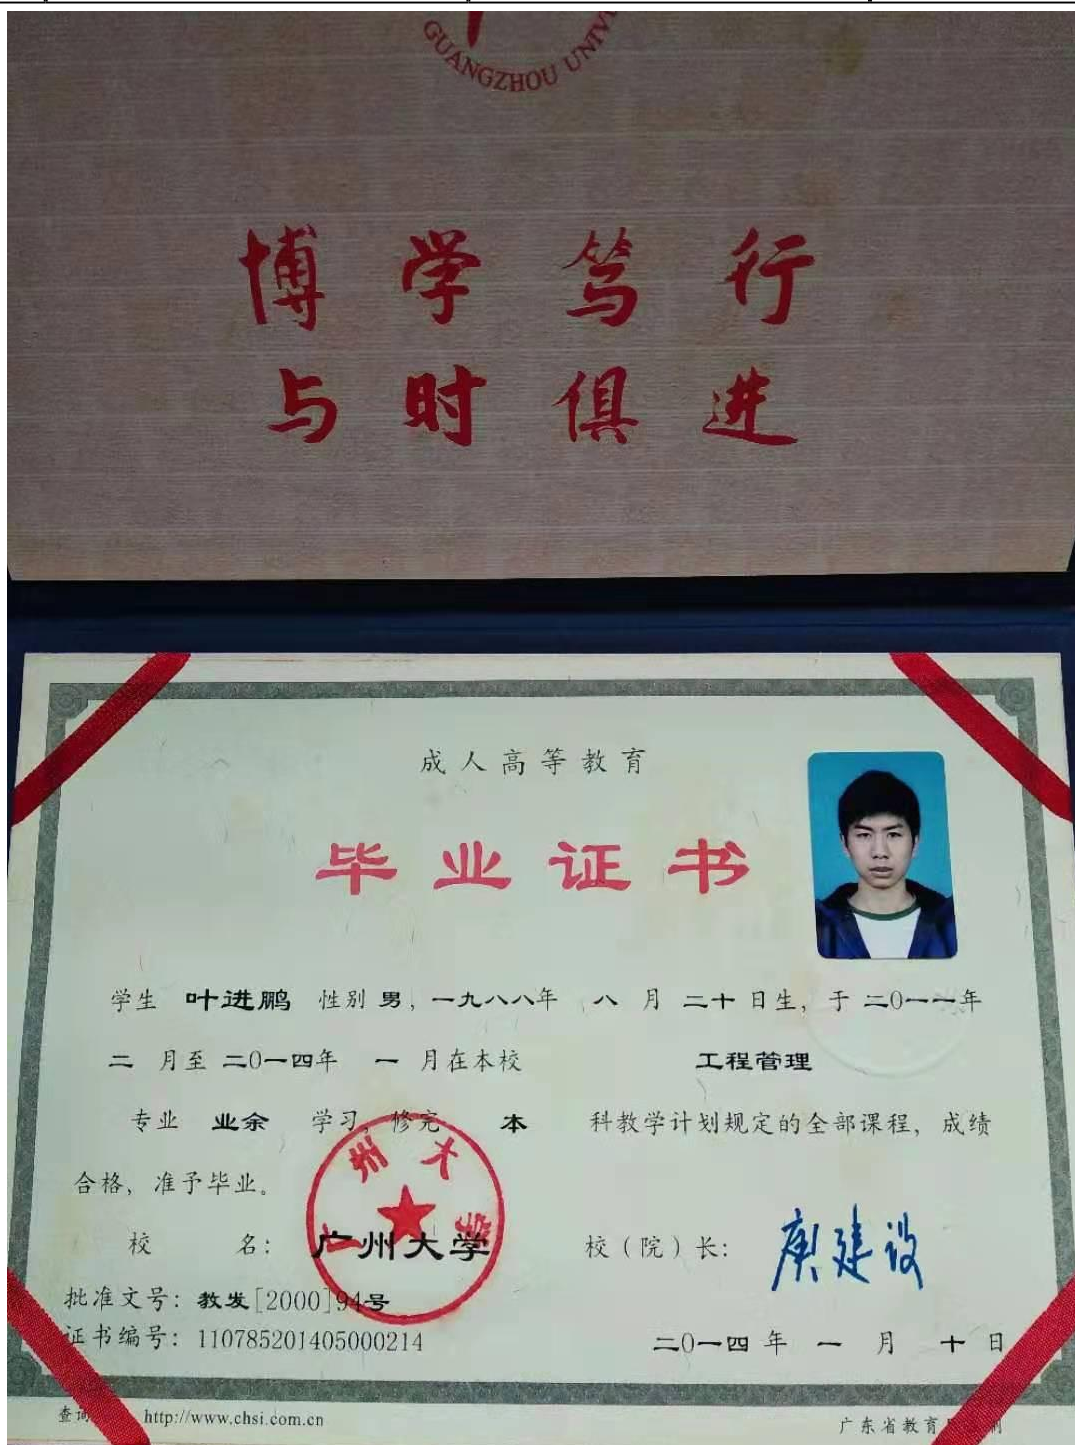 GUANGZHOU UNIV
博学笃行
与时俱进
成人高等教育
毕业证书
学生 叶进鹏 性别 男，一九八八年 八 月 二十 日生，于 二〇一一年
二 月至 二〇一四年 一 月在本校 工程管理
专业 业余 学习，修完 本 科教学计划规定的全部课程，成绩
合格，准予毕业。
州大学
校 名：广州大学 校（院）长：庾建设
批准文号：教发[2000]94号
证书编号：110785201405000214 二〇一四 年 一 月 十 日
查询 http://www.chsi.com.cn 广东省教育 制